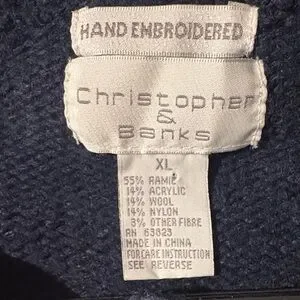 HAND EMBROIDERED
Christopher
&
Banks
XL
55% RAMIE
14% ACRYLIC
14% WOOL
14% NYLON
3% OTHER FIBRE
RN 63823
MADE IN CHINA
FOR CARE INSTRUCTION
SEE REVERSE